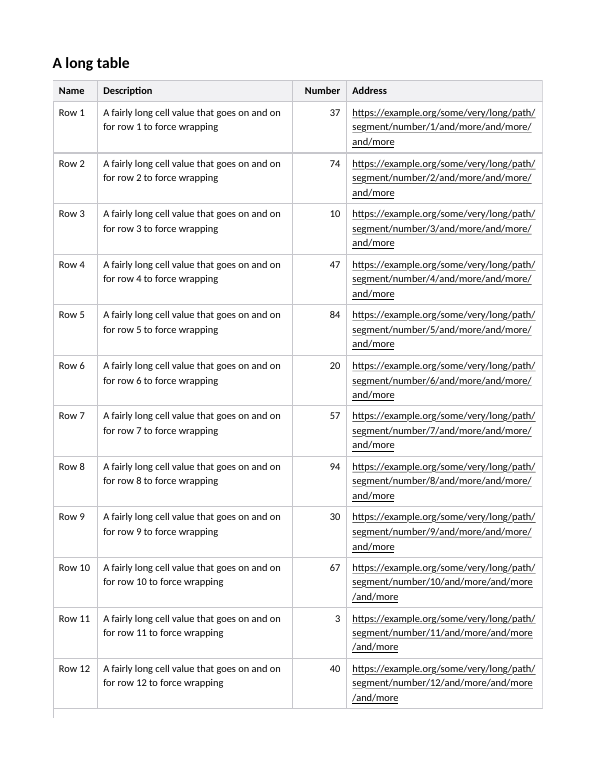 A long table
Name Description Number Address
Row 1 A fairly long cell value that goes on and on 37 https://example.org/some/very/long/path/
for row 1 to force wrapping segment/number/1/and/more/and/more/
and/more
Row 2 A fairly long cell value that goes on and on 74 https://example.org/some/very/long/path/
for row 2 to force wrapping segment/number/2/and/more/and/more/
and/more
Row 3 A fairly long cell value that goes on and on 10 https://example.org/some/very/long/path/
for row 3 to force wrapping segment/number/3/and/more/and/more/
and/more
Row 4 A fairly long cell value that goes on and on 47 https://example.org/some/very/long/path/
for row 4 to force wrapping segment/number/4/and/more/and/more/
and/more
Row 5 A fairly long cell value that goes on and on 84 https://example.org/some/very/long/path/
for row 5 to force wrapping segment/number/5/and/more/and/more/
and/more
Row 6 A fairly long cell value that goes on and on 20 https://example.org/some/very/long/path/
for row 6 to force wrapping segment/number/6/and/more/and/more/
and/more
Row 7 A fairly long cell value that goes on and on 57 https://example.org/some/very/long/path/
for row 7 to force wrapping segment/number/7/and/more/and/more/
and/more
Row 8 A fairly long cell value that goes on and on 94 https://example.org/some/very/long/path/
for row 8 to force wrapping segment/number/8/and/more/and/more/
and/more
Row 9 A fairly long cell value that goes on and on 30 https://example.org/some/very/long/path/
for row 9 to force wrapping segment/number/9/and/more/and/more/
and/more
Row 10 A fairly long cell value that goes on and on 67 https://example.org/some/very/long/path/
for row 10 to force wrapping segment/number/10/and/more/and/more
/and/more
Row 11 A fairly long cell value that goes on and on 3 https://example.org/some/very/long/path/
for row 11 to force wrapping segment/number/11/and/more/and/more
/and/more
Row 12 A fairly long cell value that goes on and on 40 https://example.org/some/very/long/path/
for row 12 to force wrapping segment/number/12/and/more/and/more
/and/more